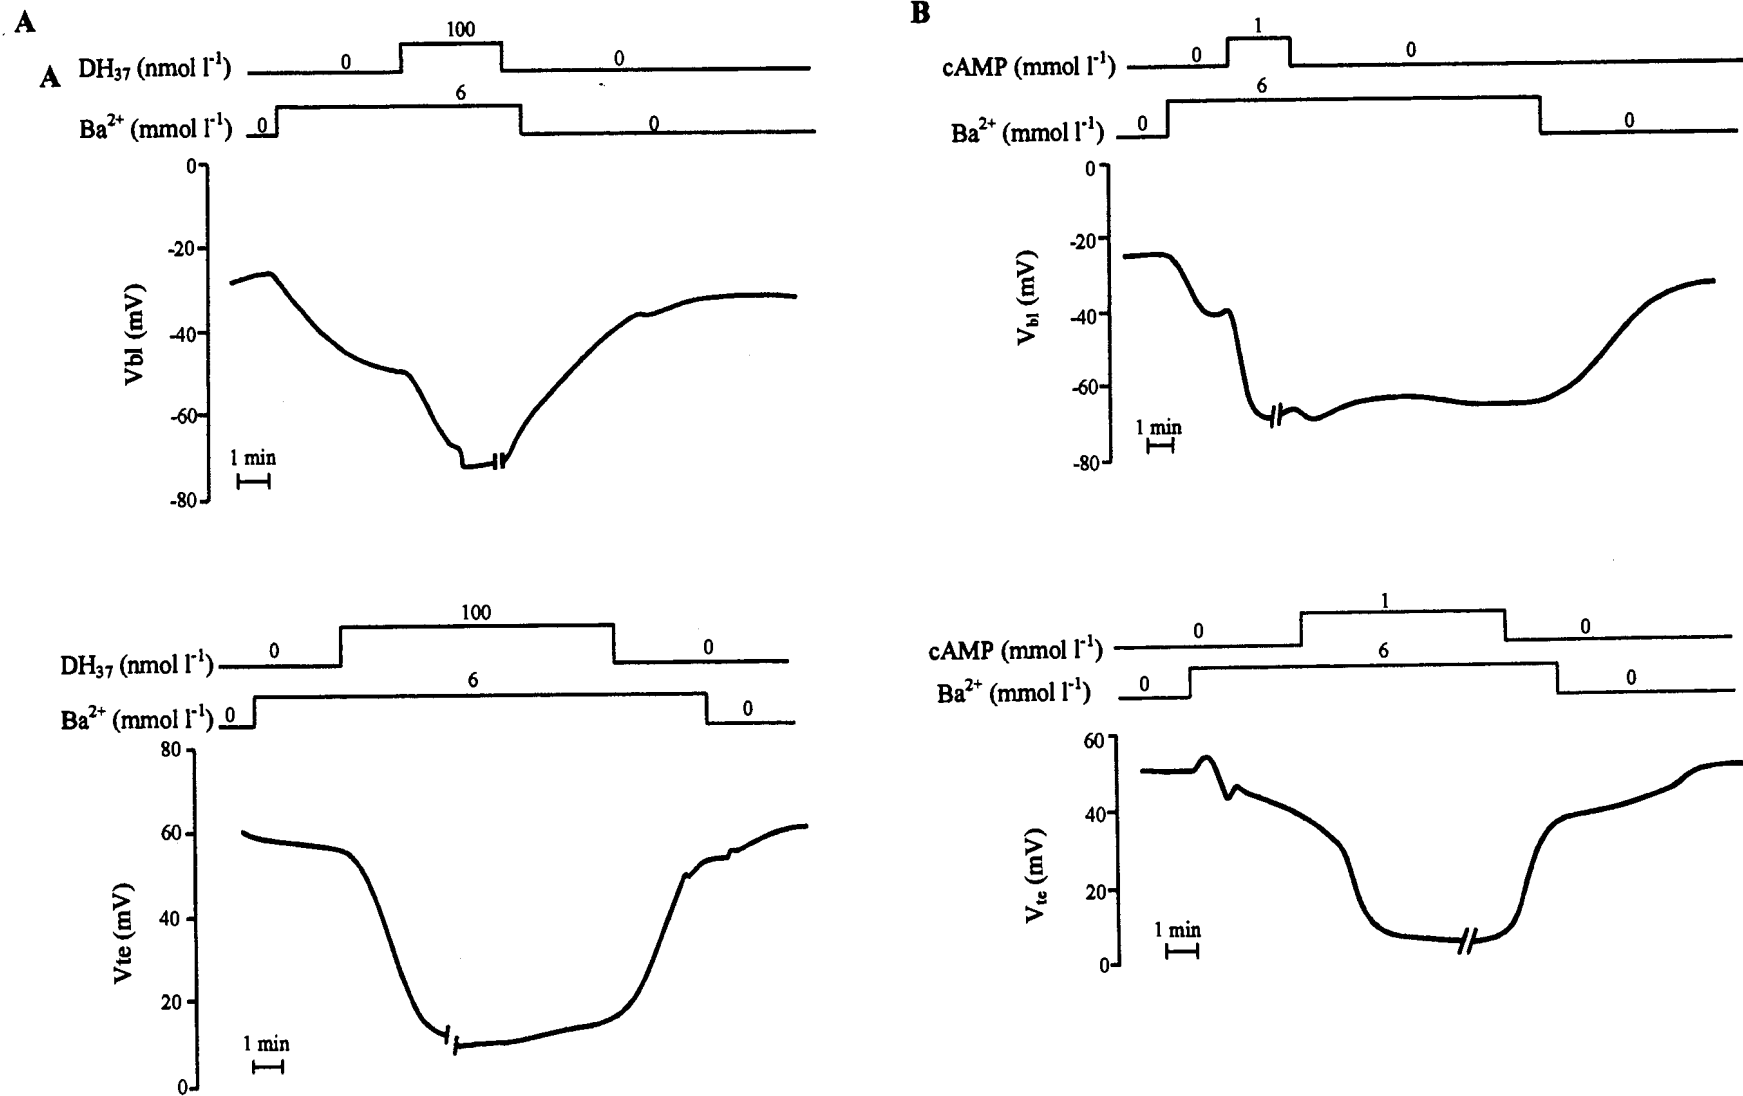 A
DH₃₇ (nmol l⁻¹) 0 100 0
A
Ba²⁺ (mmol l⁻¹) 0 6 0
0
-20
-40
-60
-80
Vbl (mV)
1 min
B
cAMP (mmol l⁻¹) 0 1 0
Ba²⁺ (mmol l⁻¹) 0 6 0
0
-20
-40
-60
-80
V_bl (mV)
1 min
DH₃₇ (nmol l⁻¹) 0 100 0
Ba²⁺ (mmol l⁻¹) 0 6 0
80
60
40
20
0
Vte (mV)
1 min
cAMP (mmol l⁻¹) 0 1 0
Ba²⁺ (mmol l⁻¹) 0 6 0
60
40
20
0
V_te (mV)
1 min